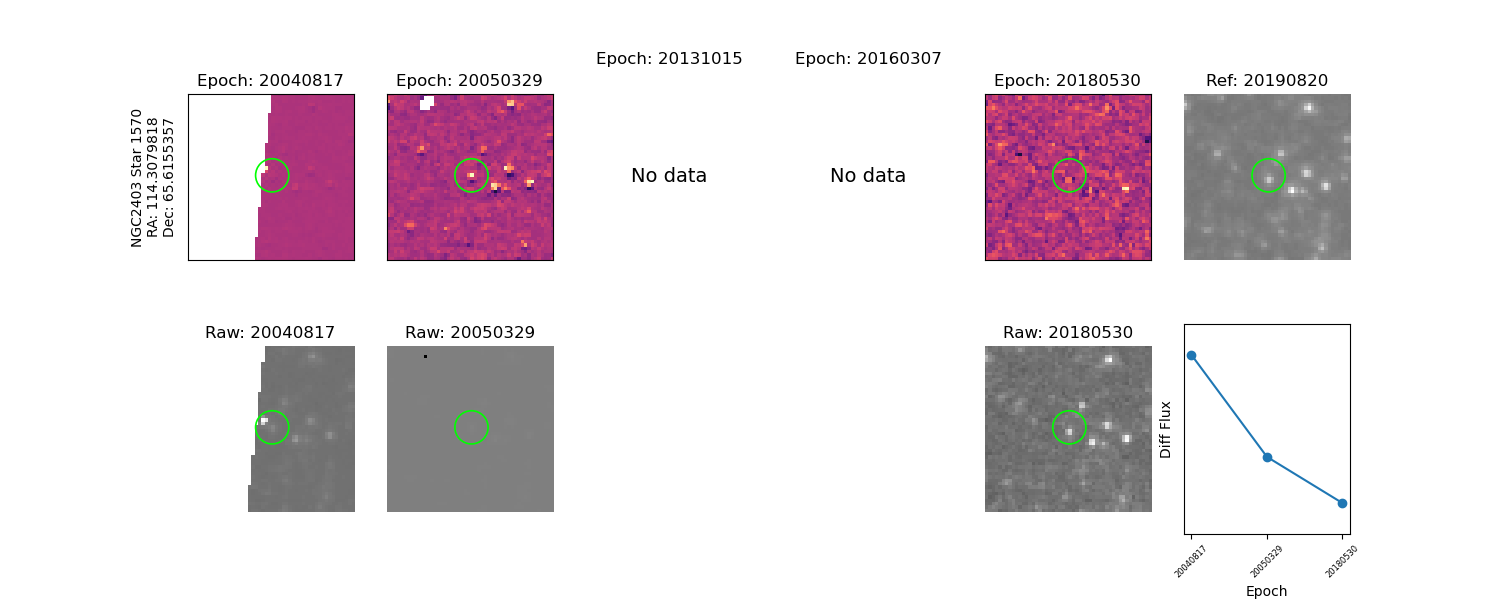 Epoch: 20040817
Epoch: 20050329
Epoch: 20131015
Epoch: 20160307
Epoch: 20180530
Ref: 20190820
NGC2403 Star 1570
RA: 114.3079818
Dec: 65.6155357
No data
No data
Raw: 20040817
Raw: 20050329
Raw: 20180530
Diff Flux
20040817
20050329
20180530
Epoch